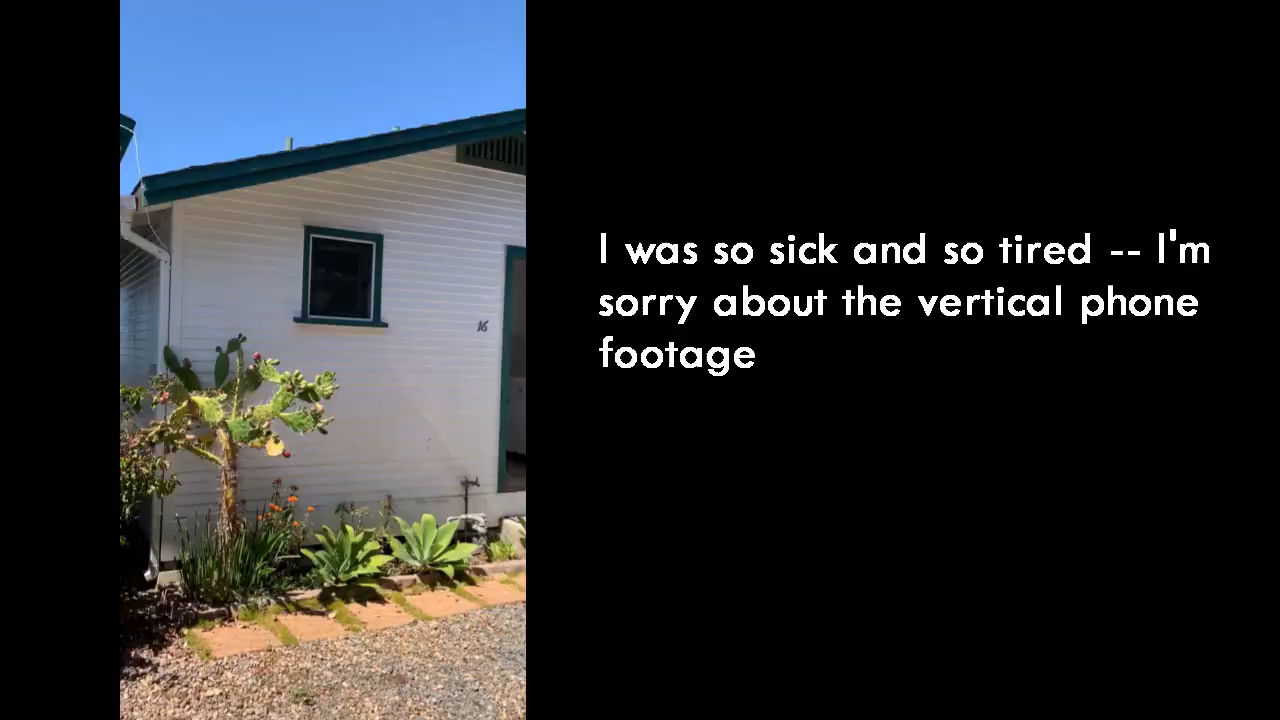 16
I was so sick and so tired -- I'm
sorry about the vertical phone
footage